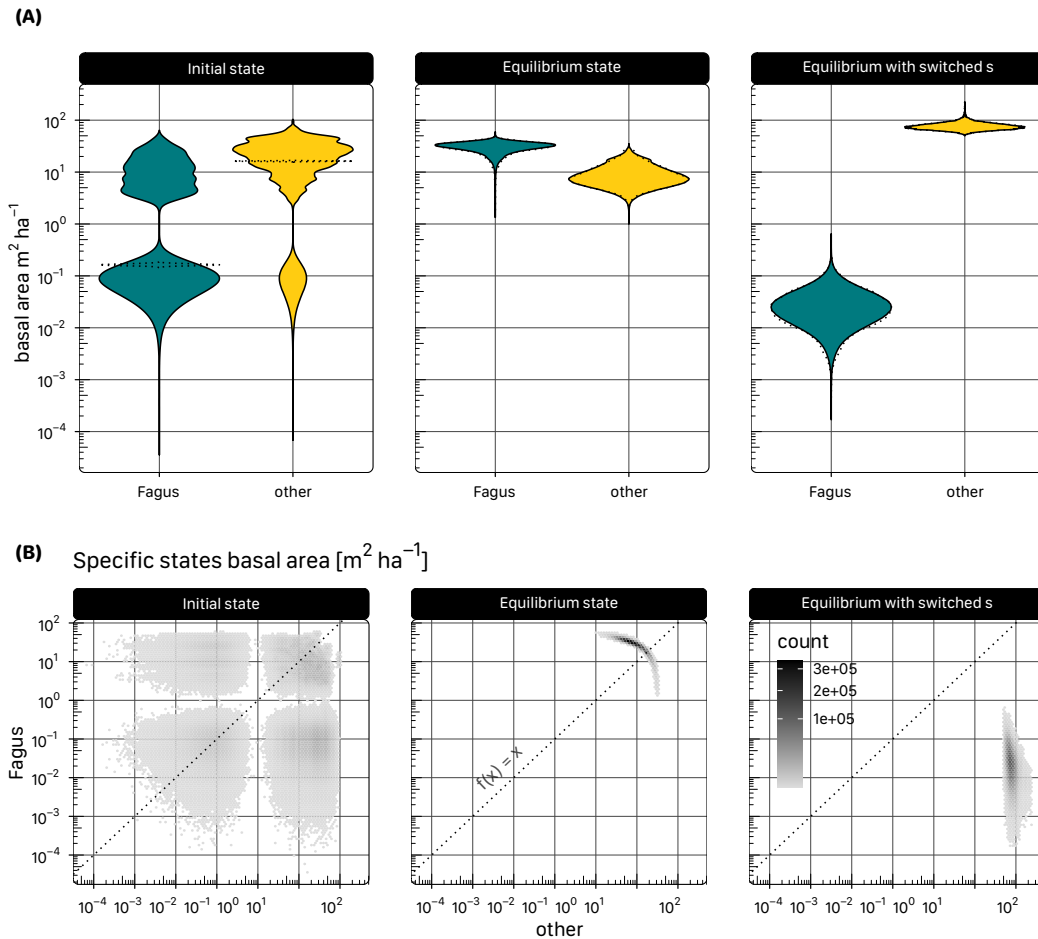 (A)
Initial state
Equilibrium state
Equilibrium with switched s
basal area m² ha⁻¹
10²
10¹
10⁰
10⁻¹
10⁻²
10⁻³
10⁻⁴
Fagus other
Fagus other
Fagus other
(B) Specific states basal area [m² ha⁻¹]
Initial state
Equilibrium state
Equilibrium with switched s
Fagus
10²
10¹
10⁰
10⁻¹
10⁻²
10⁻³
10⁻⁴
f(x) = x
count
3e+05
2e+05
1e+05
10⁻⁴ 10⁻³ 10⁻² 10⁻¹ 10⁰ 10¹ 10²
10⁻⁴ 10⁻³ 10⁻² 10⁻¹ 10⁰ 10¹ 10²
10⁻⁴ 10⁻³ 10⁻² 10⁻¹ 10⁰ 10¹ 10²
other